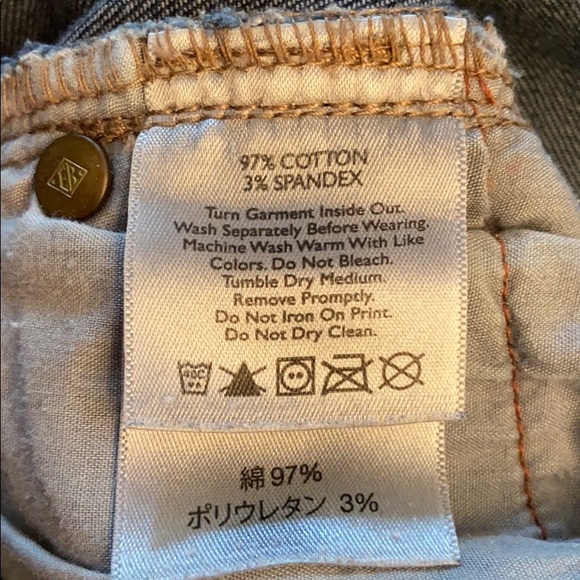 97% COTTON
3% SPANDEX
Turn Garment Inside Out.
Wash Separately Before Wearing.
Machine Wash Warm With Like
Colors. Do Not Bleach.
Tumble Dry Medium.
Remove Promptly.
Do Not Iron On Print.
Do Not Dry Clean.
40C
綿 97%
ポリウレタン 3%